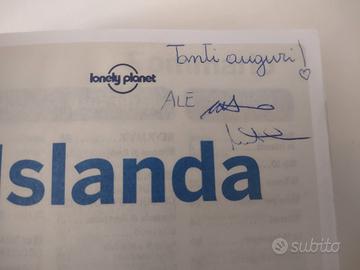 Tanti auguri!
lonely planet
ALE
Islanda
subito